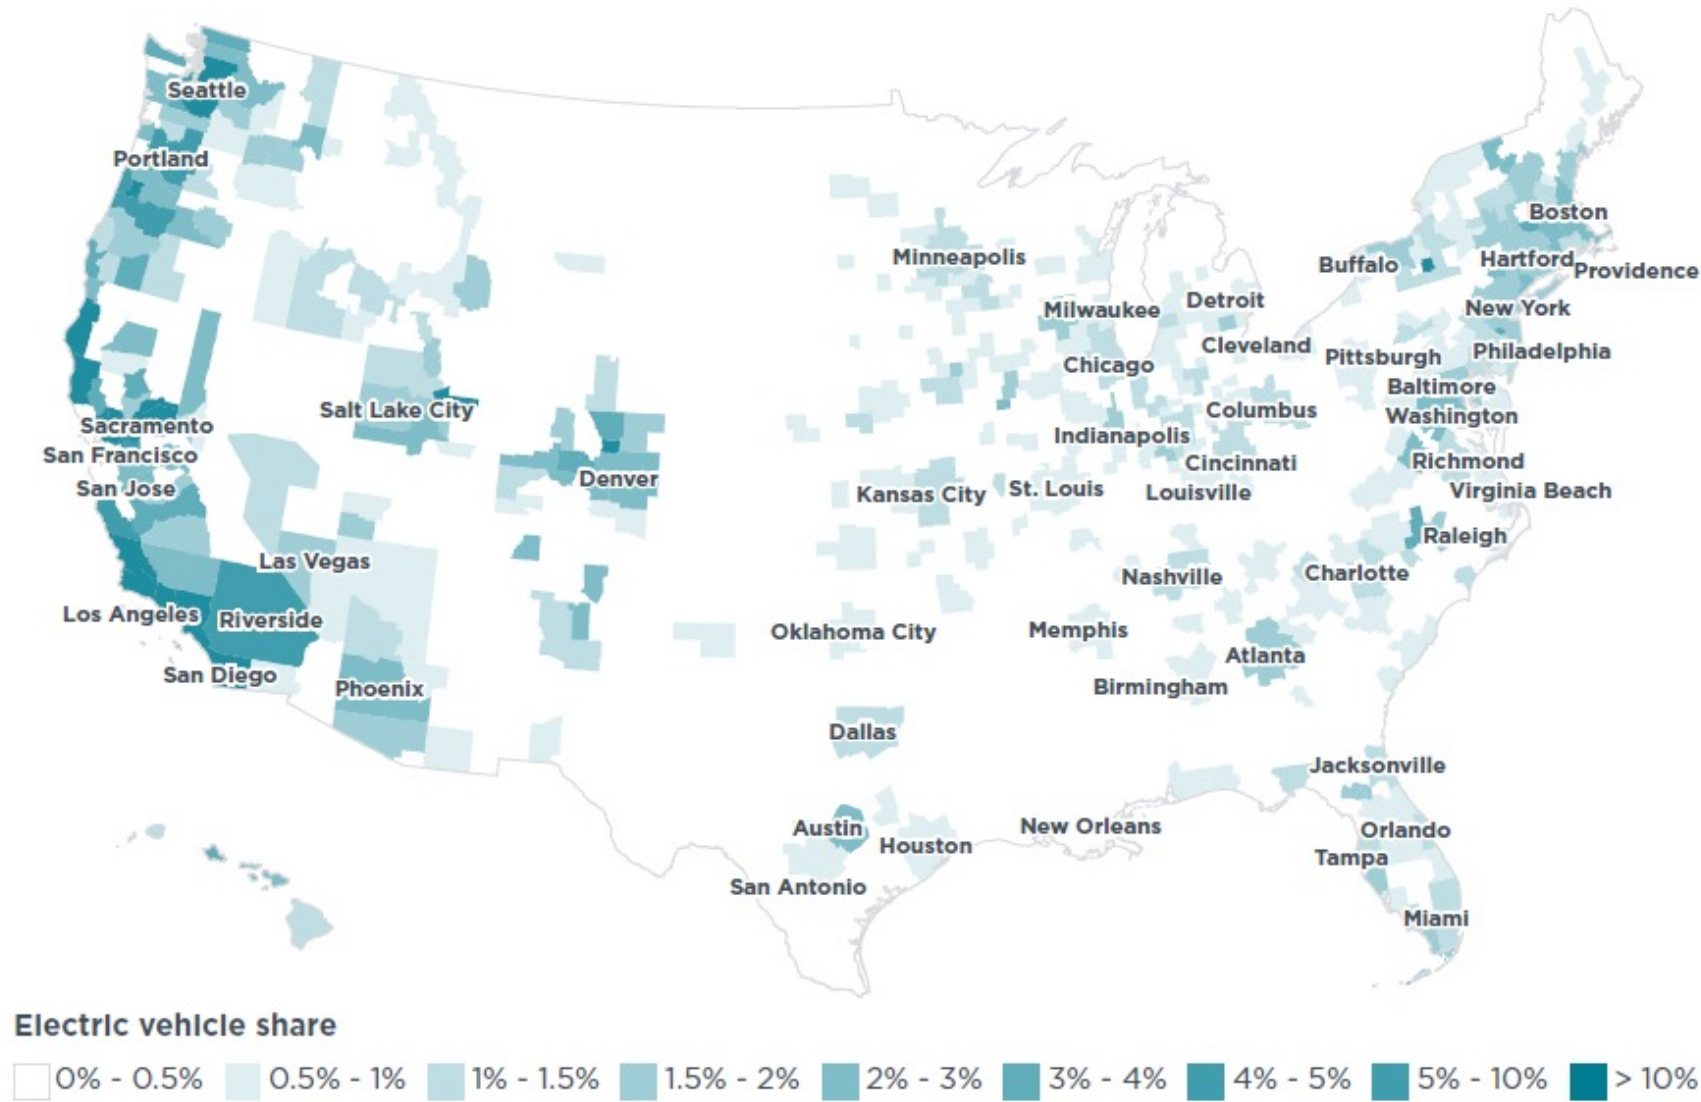 Seattle
Portland
Boston
Minneapolis
Buffalo
Hartford
Providence
Milwaukee
Detroit
New York
Cleveland
Pittsburgh
Philadelphia
Chicago
Baltimore
Salt Lake City
Columbus
Washington
Sacramento
Indianapolis
San Francisco
Cincinnati
Richmond
Denver
San Jose
Kansas City
St. Louis
Louisville
Virginia Beach
Raleigh
Las Vegas
Nashville
Charlotte
Los Angeles
Riverside
Oklahoma City
Memphis
Atlanta
San Diego
Phoenix
Birmingham
Dallas
Jacksonville
Austin
New Orleans
Orlando
Houston
Tampa
San Antonio
Miami
Electric vehicle share
0% - 0.5% 0.5% - 1% 1% - 1.5% 1.5% - 2% 2% - 3% 3% - 4% 4% - 5% 5% - 10% > 10%